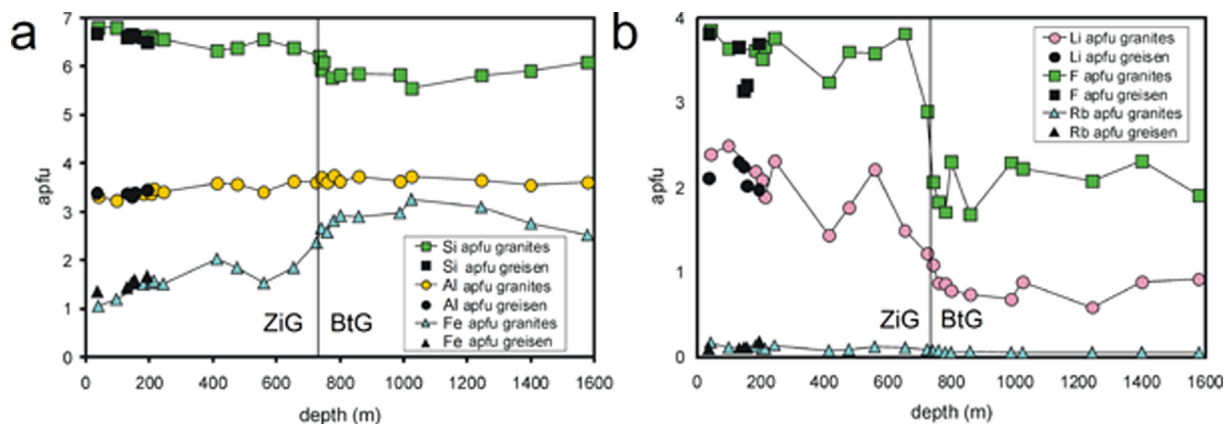 a
7
6
5
4
3
2
1
0
apfu
Si apfu granites
Si apfu greisen
Al apfu granites
Al apfu greisen
Fe apfu granites
Fe apfu greisen
ZiG
BtG
0 200 400 600 800 1000 1200 1400 1600
depth (m)
b
4
3
2
1
0
apfu
Li apfu granites
Li apfu greisen
F apfu granites
F apfu greisen
Rb apfu granites
Rb apfu greisen
ZiG
BtG
0 200 400 600 800 1000 1200 1400 1600
depth (m)